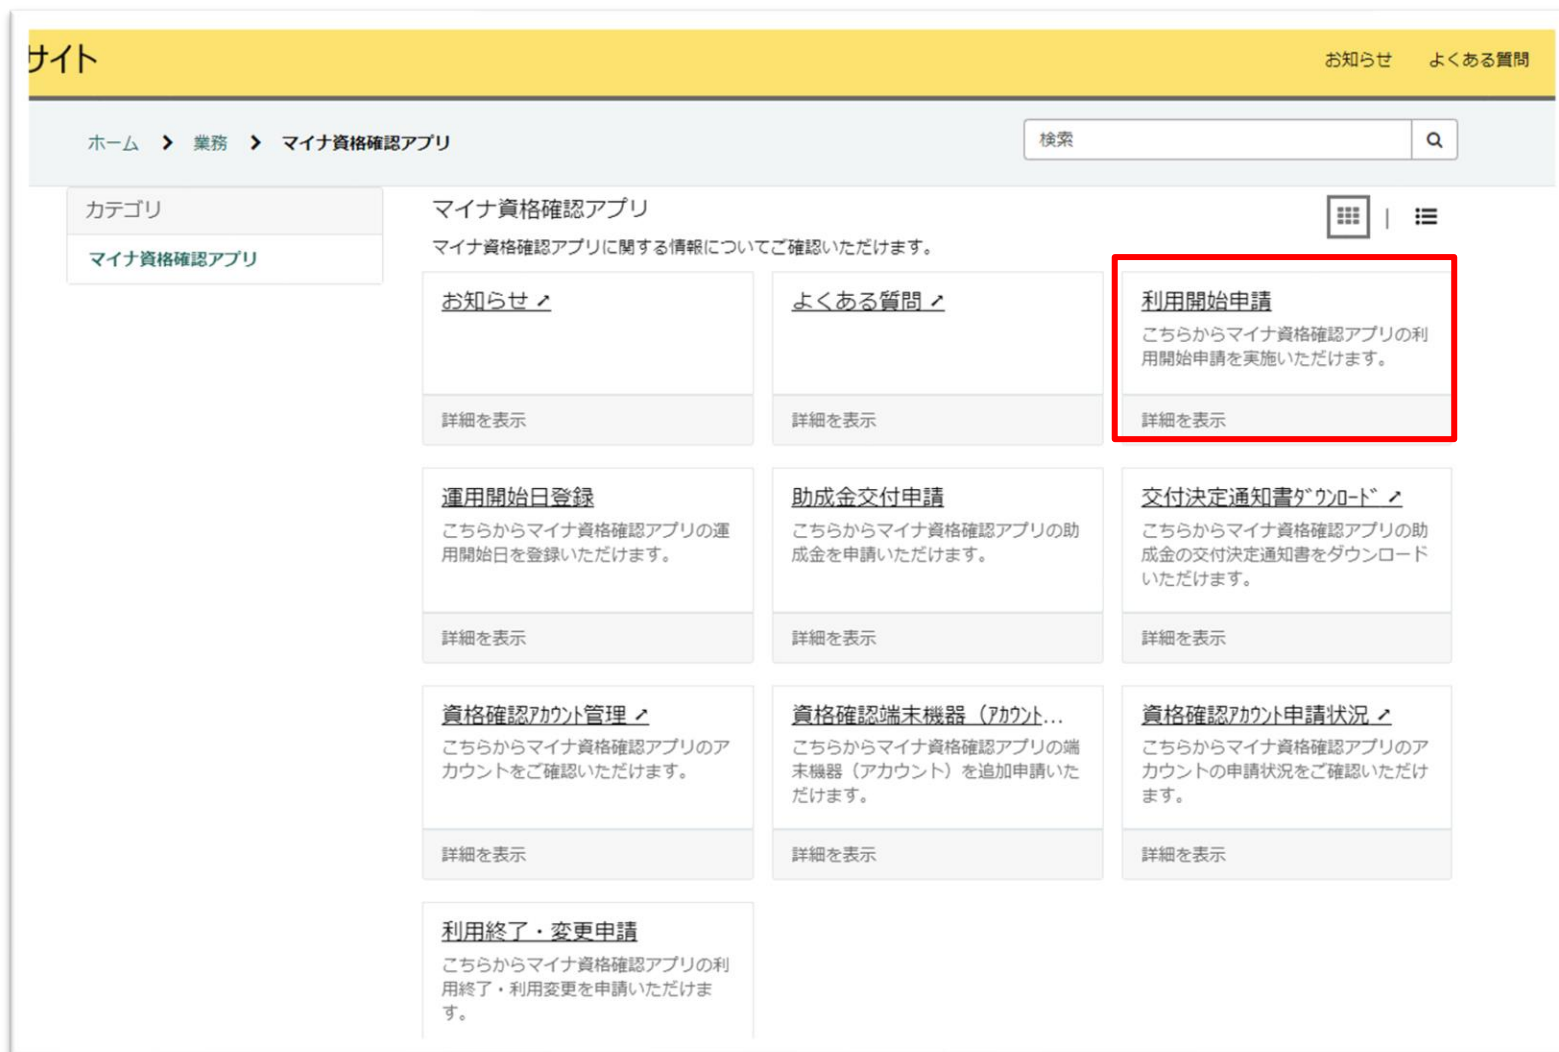 サイト
お知らせ よくある質問
ホーム > 業務 > マイナ資格確認アプリ
検索
カテゴリ
マイナ資格確認アプリ
マイナ資格確認アプリ
マイナ資格確認アプリに関する情報についてご確認いただけます。
お知らせ
詳細を表示
よくある質問
詳細を表示
利用開始申請
こちらからマイナ資格確認アプリの利
用開始申請を実施いただけます。
詳細を表示
運用開始日登録
こちらからマイナ資格確認アプリの運
用開始日を登録いただけます。
詳細を表示
助成金交付申請
こちらからマイナ資格確認アプリの助
成金を申請いただけます。
詳細を表示
交付決定通知書ダウンロード
こちらからマイナ資格確認アプリの助
成金の交付決定通知書をダウンロード
いただけます。
詳細を表示
資格確認アカウント管理
こちらからマイナ資格確認アプリのア
カウントをご確認いただけます。
詳細を表示
資格確認端末機器（アカウント...
こちらからマイナ資格確認アプリの端
末機器（アカウント）を追加申請いた
だけます。
詳細を表示
資格確認アカウント申請状況
こちらからマイナ資格確認アプリのア
カウントの申請状況をご確認いただけ
ます。
詳細を表示
利用終了・変更申請
こちらからマイナ資格確認アプリの利
用終了・利用変更を申請いただけま
す。